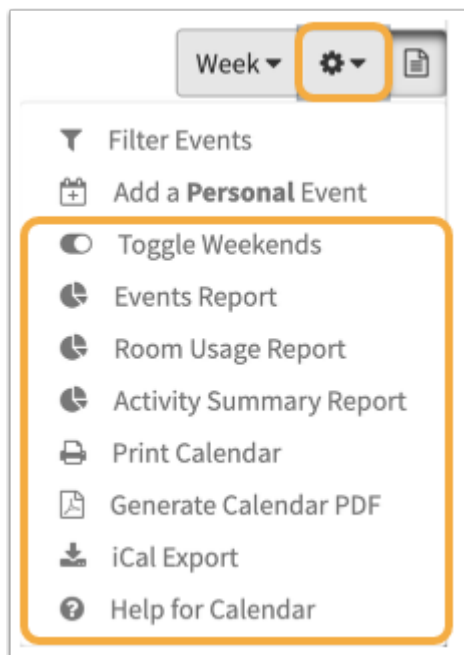 Week
Filter Events
Add a Personal Event
Toggle Weekends
Events Report
Room Usage Report
Activity Summary Report
Print Calendar
Generate Calendar PDF
iCal Export
Help for Calendar